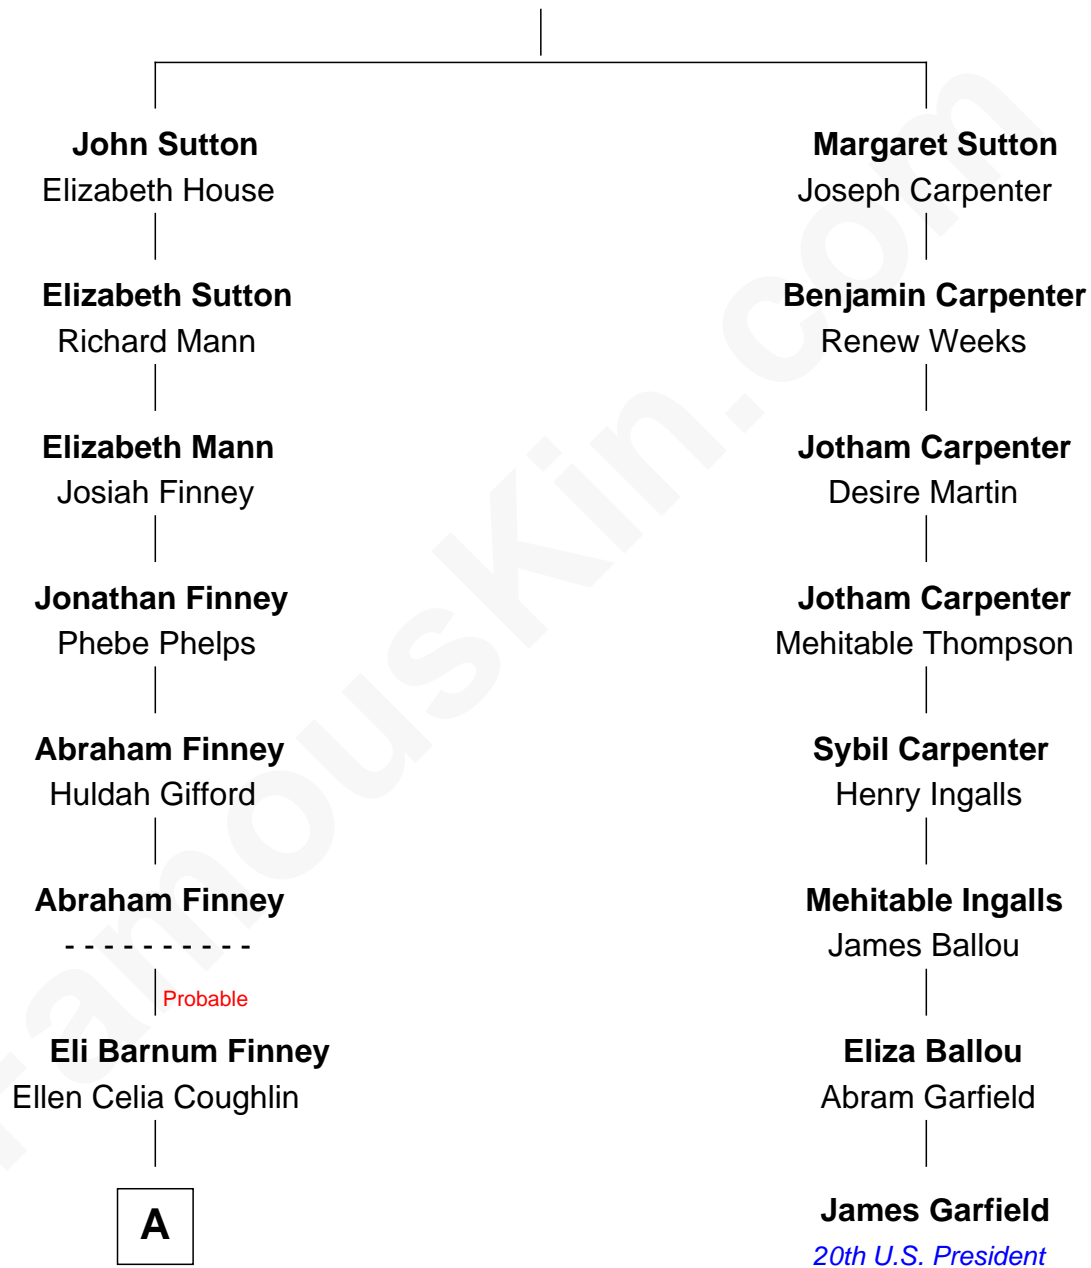 John Sutton
Elizabeth House
Elizabeth Sutton
Richard Mann
Elizabeth Mann
Josiah Finney
Jonathan Finney
Phebe Phelps
Abraham Finney
Huldah Gifford
Abraham Finney
- - - - - - - - - -
Probable
Eli Barnum Finney
Ellen Celia Coughlin
A
Margaret Sutton
Joseph Carpenter
Benjamin Carpenter
Renew Weeks
Jotham Carpenter
Desire Martin
Jotham Carpenter
Mehitable Thompson
Sybil Carpenter
Henry Ingalls
Mehitable Ingalls
James Ballou
Eliza Ballou
Abram Garfield
James Garfield
20th U.S. President
FamousKin.com